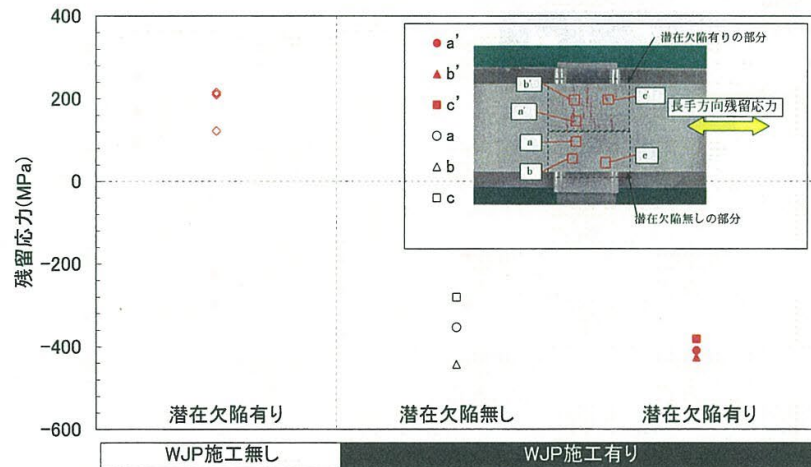 400
200
0
-200
-400
-600
残留応力(MPa)
a'
b'
c'
a
b
c
潜在欠陥有りの部分
b'
c'
a'
a
b
c
長手方向残留応力
潜在欠陥無しの部分
潜在欠陥有り
潜在欠陥無し
潜在欠陥有り
WJP施工無し
WJP施工有り